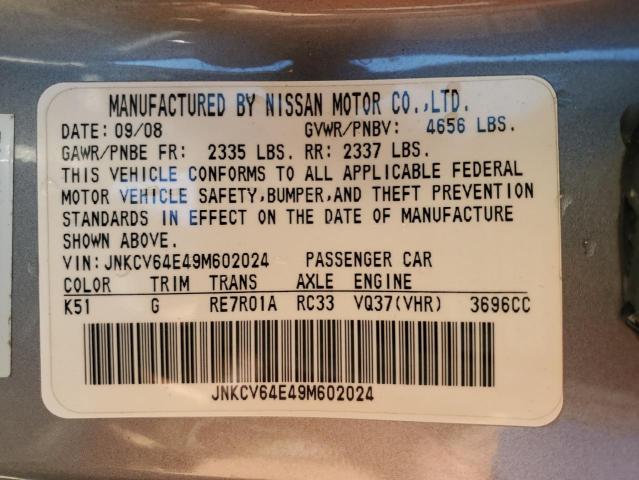 MANUFACTURED BY NISSAN MOTOR CO.,LTD.
DATE: 09/08 GVWR/PNBV: 4656 LBS.
GAWR/PNBE FR: 2335 LBS. RR: 2337 LBS.
THIS VEHICLE CONFORMS TO ALL APPLICABLE FEDERAL
MOTOR VEHICLE SAFETY,BUMPER,AND THEFT PREVENTION
STANDARDS IN EFFECT ON THE DATE OF MANUFACTURE
SHOWN ABOVE.
VIN: JNKCV64E49M602024 PASSENGER CAR
COLOR TRIM TRANS AXLE ENGINE
K51 G RE7R01A RC33 VQ37(VHR) 3696CC
JNKCV64E49M602024